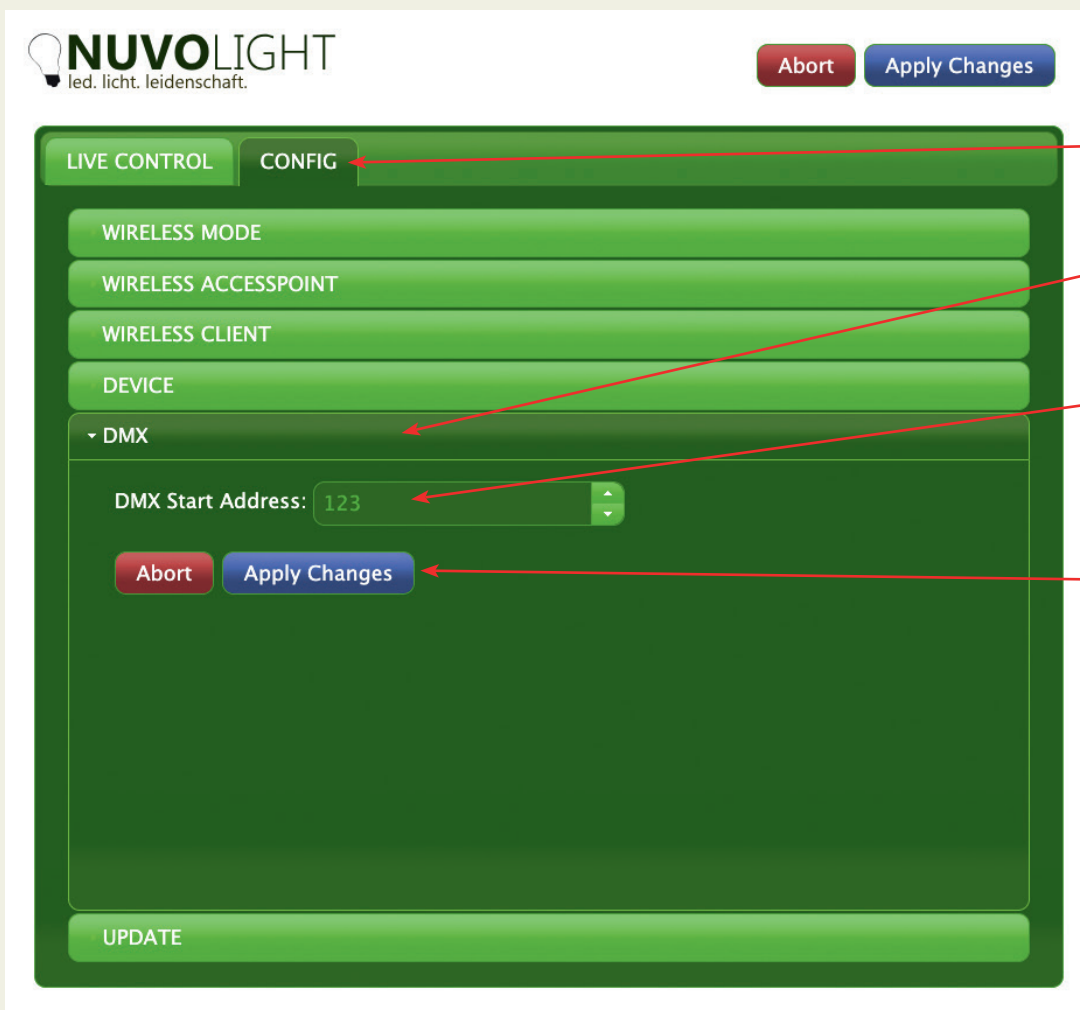 NUVOLIGHT
led. licht. leidenschaft.
Abort Apply Changes
LIVE CONTROL CONFIG
WIRELESS MODE
WIRELESS ACCESSPOINT
WIRELESS CLIENT
DEVICE
DMX
DMX Start Address: 123
Abort Apply Changes
UPDATE